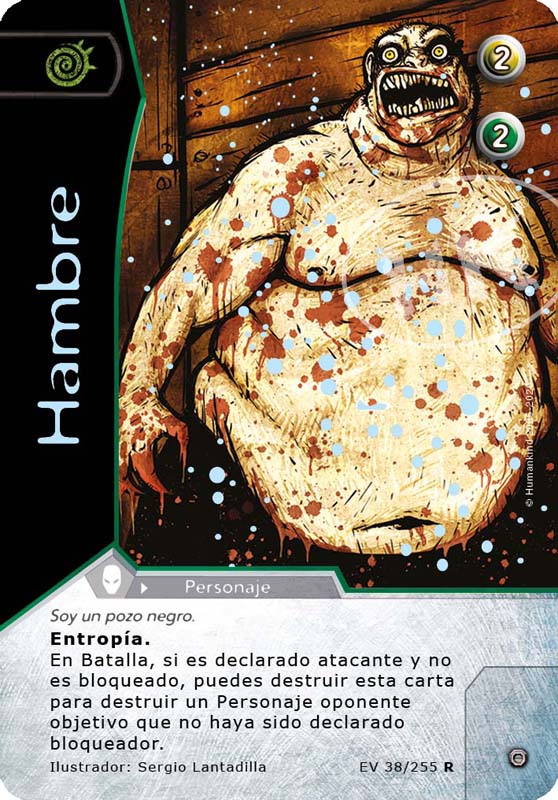 2
2
Hambre
Personaje
Soy un pozo negro.
Entropía.
En Batalla, si es declarado atacante y no
es bloqueado, puedes destruir esta carta
para destruir un Personaje oponente
objetivo que no haya sido declarado
bloqueador.
Ilustrador: Sergio Lantadilla
EV 38/255 R